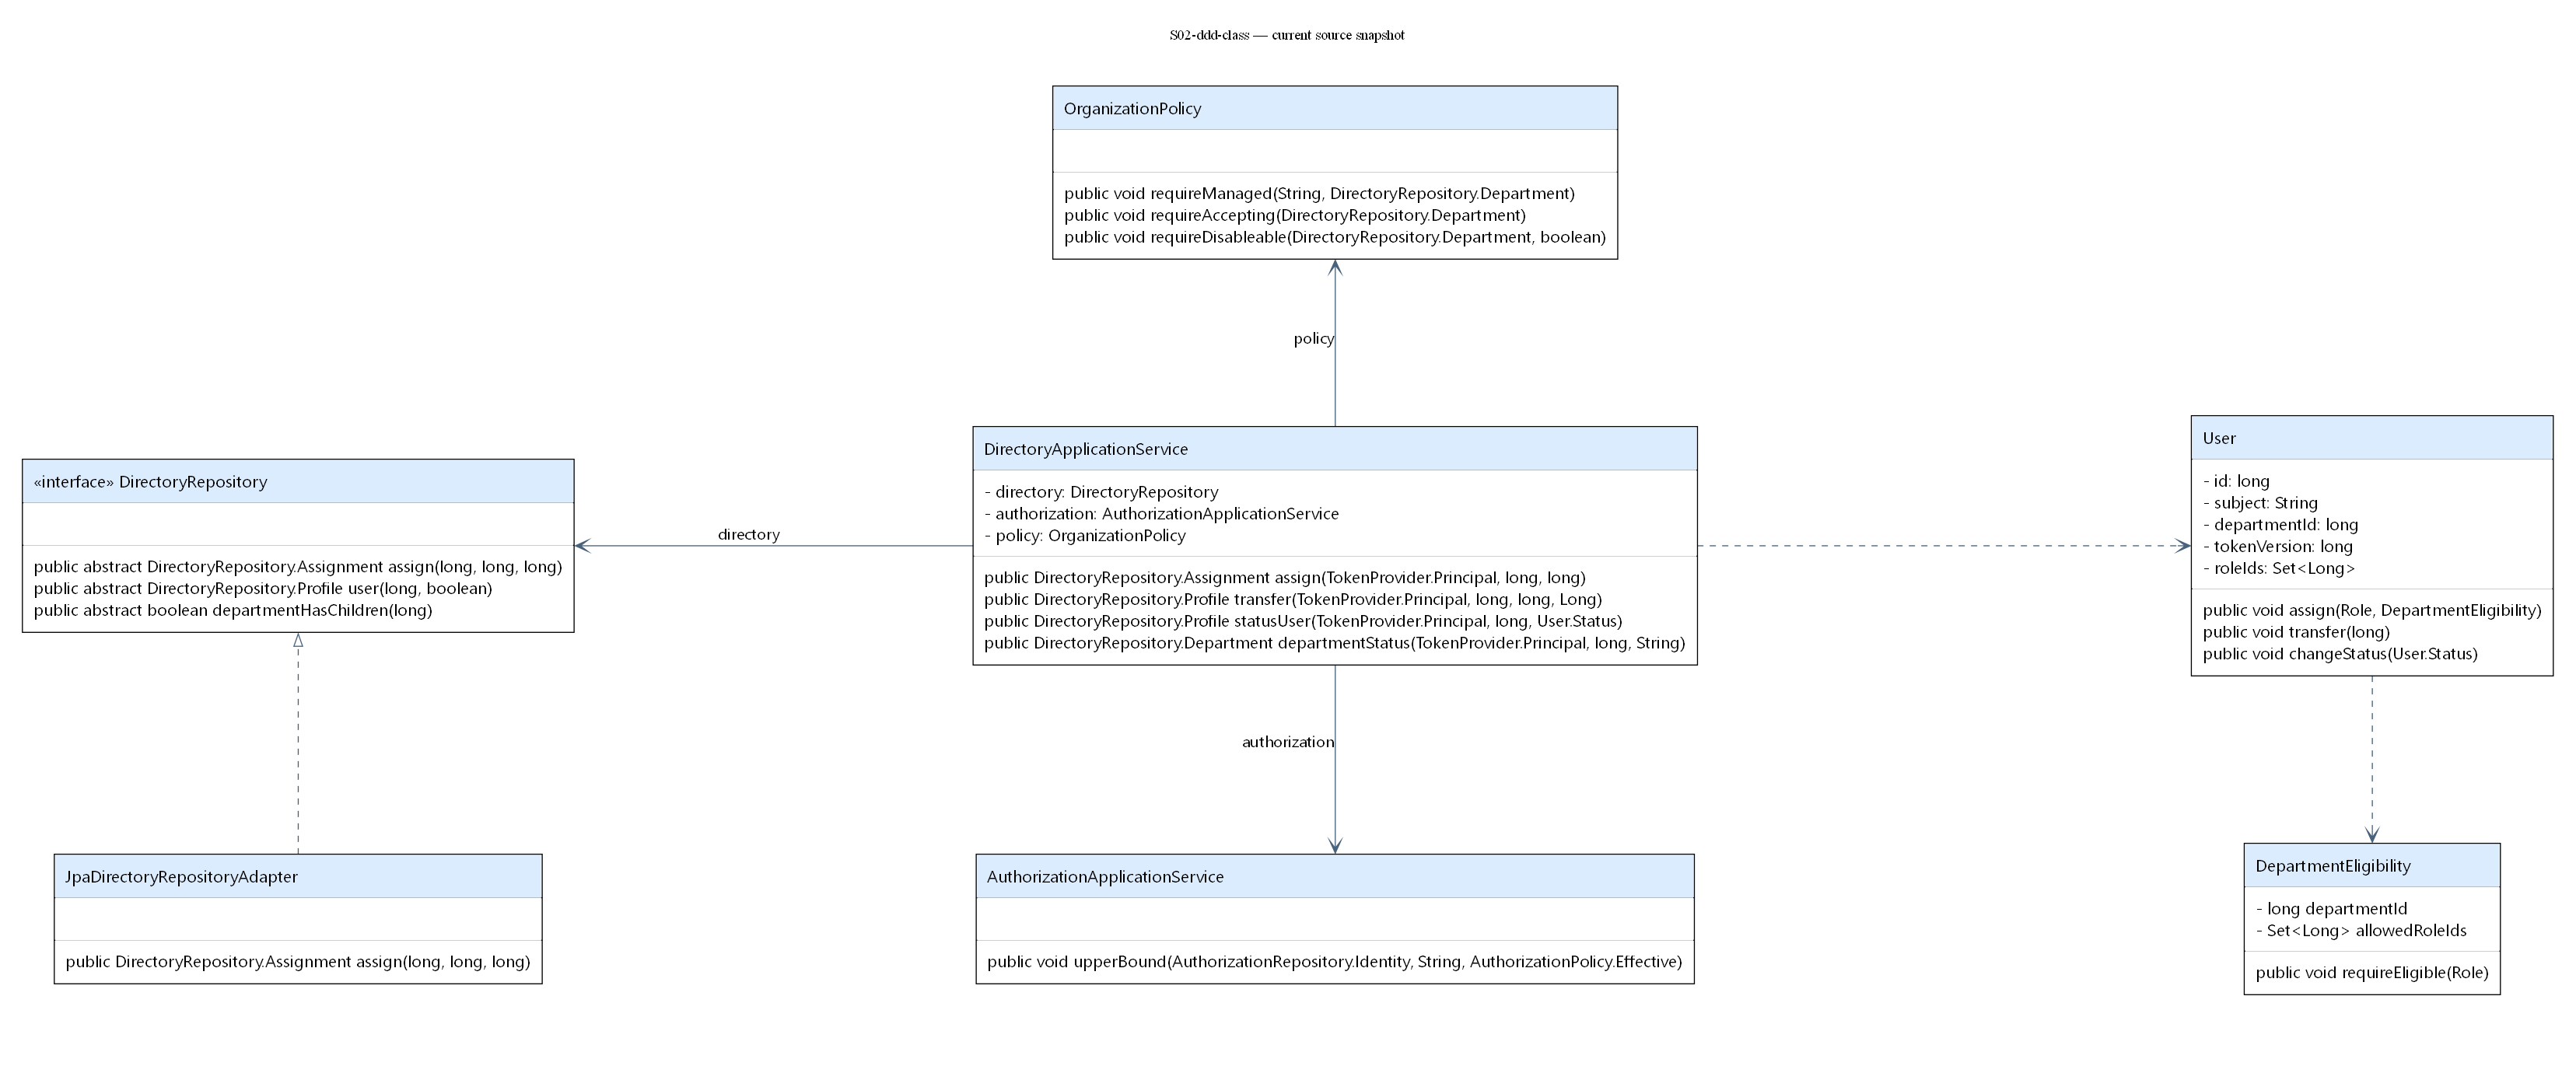 S02-ddd-class — current source snapshot
OrganizationPolicy
public void requireManaged(String, DirectoryRepository.Department)
public void requireAccepting(DirectoryRepository.Department)
public void requireDisableable(DirectoryRepository.Department, boolean)
policy
«interface» DirectoryRepository
public abstract DirectoryRepository.Assignment assign(long, long, long)
public abstract DirectoryRepository.Profile user(long, boolean)
public abstract boolean departmentHasChildren(long)
directory
DirectoryApplicationService
- directory: DirectoryRepository
- authorization: AuthorizationApplicationService
- policy: OrganizationPolicy
public DirectoryRepository.Assignment assign(TokenProvider.Principal, long, long)
public DirectoryRepository.Profile transfer(TokenProvider.Principal, long, long, Long)
public DirectoryRepository.Profile statusUser(TokenProvider.Principal, long, User.Status)
public DirectoryRepository.Department departmentStatus(TokenProvider.Principal, long, String)
User
- id: long
- subject: String
- departmentId: long
- tokenVersion: long
- roleIds: Set<Long>
public void assign(Role, DepartmentEligibility)
public void transfer(long)
public void changeStatus(User.Status)
authorization
JpaDirectoryRepositoryAdapter
public DirectoryRepository.Assignment assign(long, long, long)
AuthorizationApplicationService
public void upperBound(AuthorizationRepository.Identity, String, AuthorizationPolicy.Effective)
DepartmentEligibility
- long departmentId
- Set<Long> allowedRoleIds
public void requireEligible(Role)